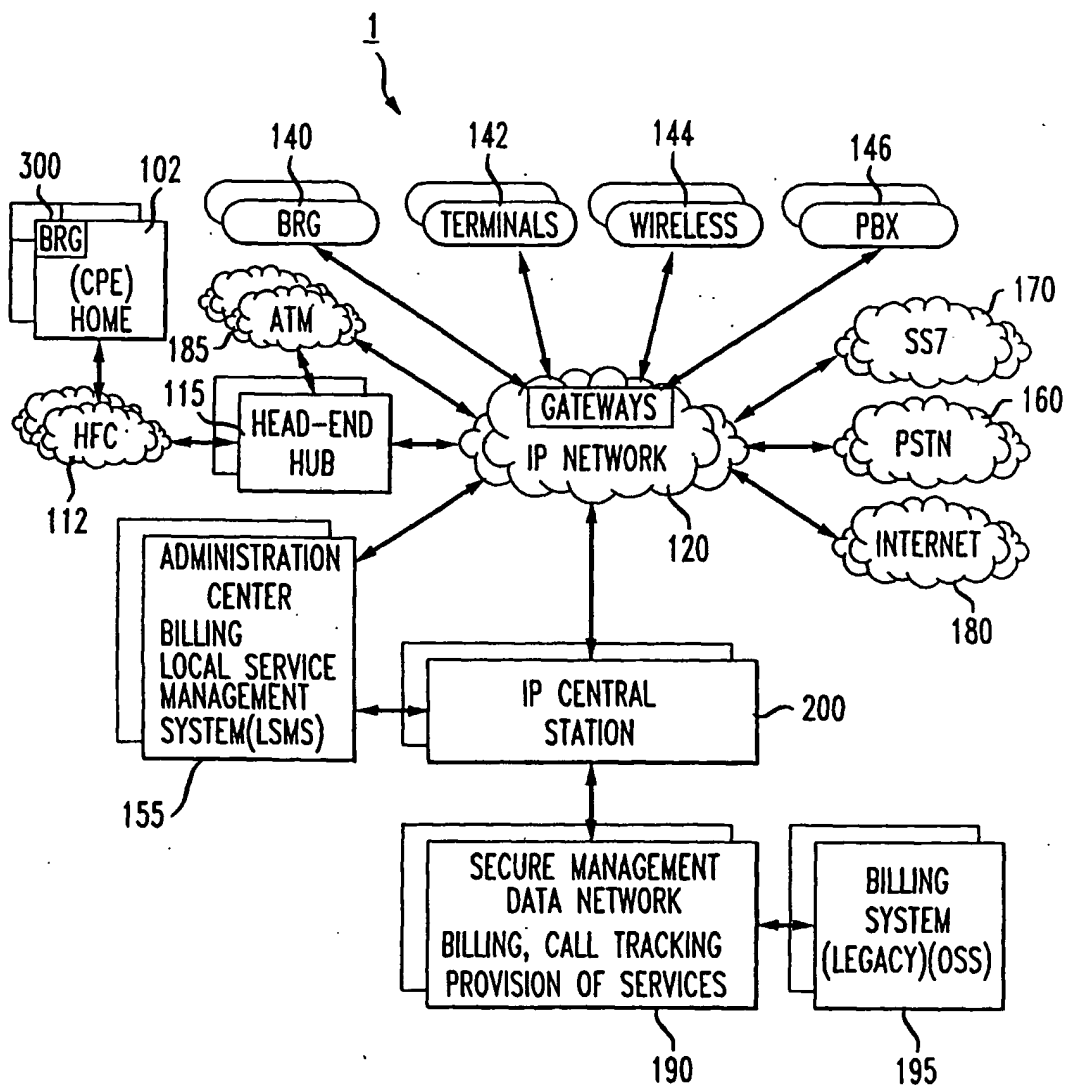 1
300
102
140
142
144
146
BRG
(CPE)
HOME
BRG
TERMINALS
WIRELESS
PBX
185
ATM
170
SS7
115
HEAD-END
HUB
HFC
112
GATEWAYS
IP NETWORK
120
160
PSTN
INTERNET
180
ADMINISTRATION
CENTER
BILLING
LOCAL SERVICE
MANAGEMENT
SYSTEM(LSMS)
155
IP CENTRAL
STATION
200
SECURE MANAGEMENT
DATA NETWORK
BILLING, CALL TRACKING
PROVISION OF SERVICES
190
BILLING
SYSTEM
(LEGACY)(OSS)
195